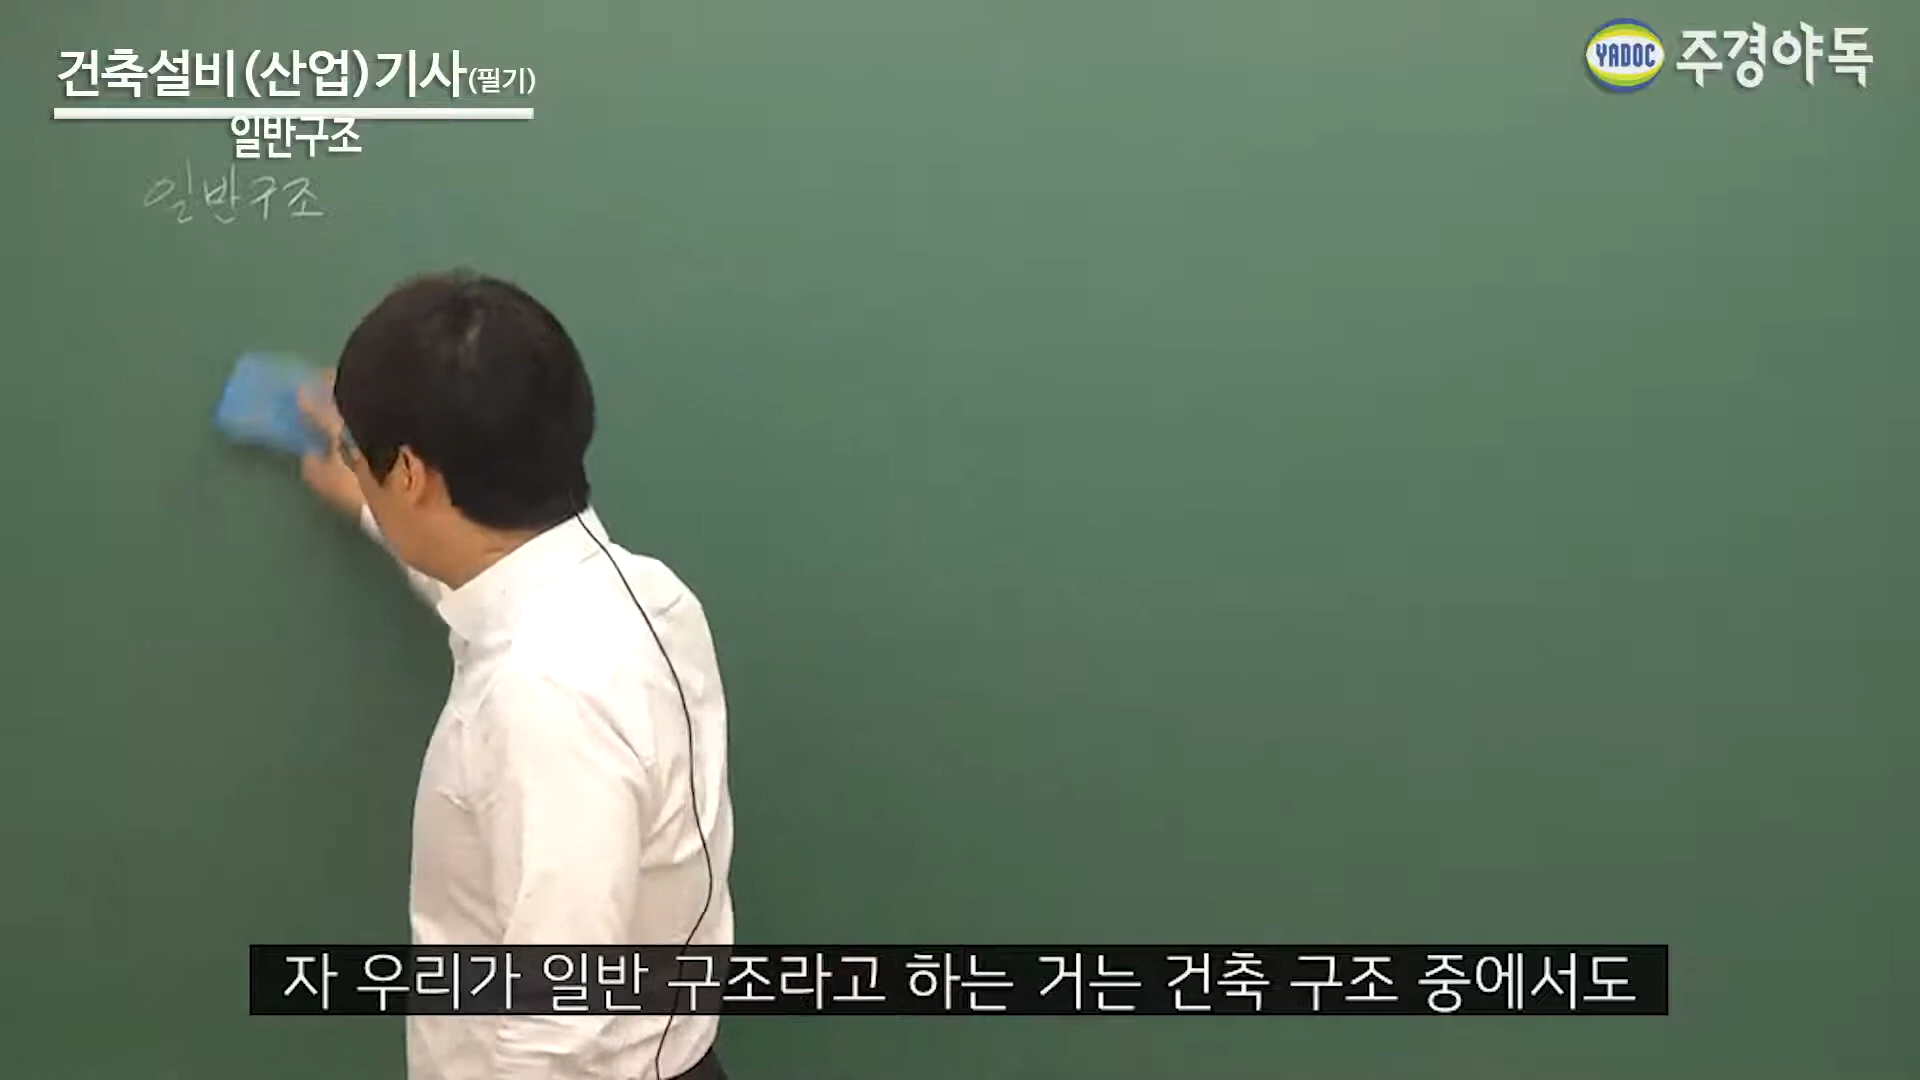 건축설비(산업)기사(필기)
YADOC 주경야독
일반구조
일반구조
자 우리가 일반 구조라고 하는 거는 건축 구조 중에서도